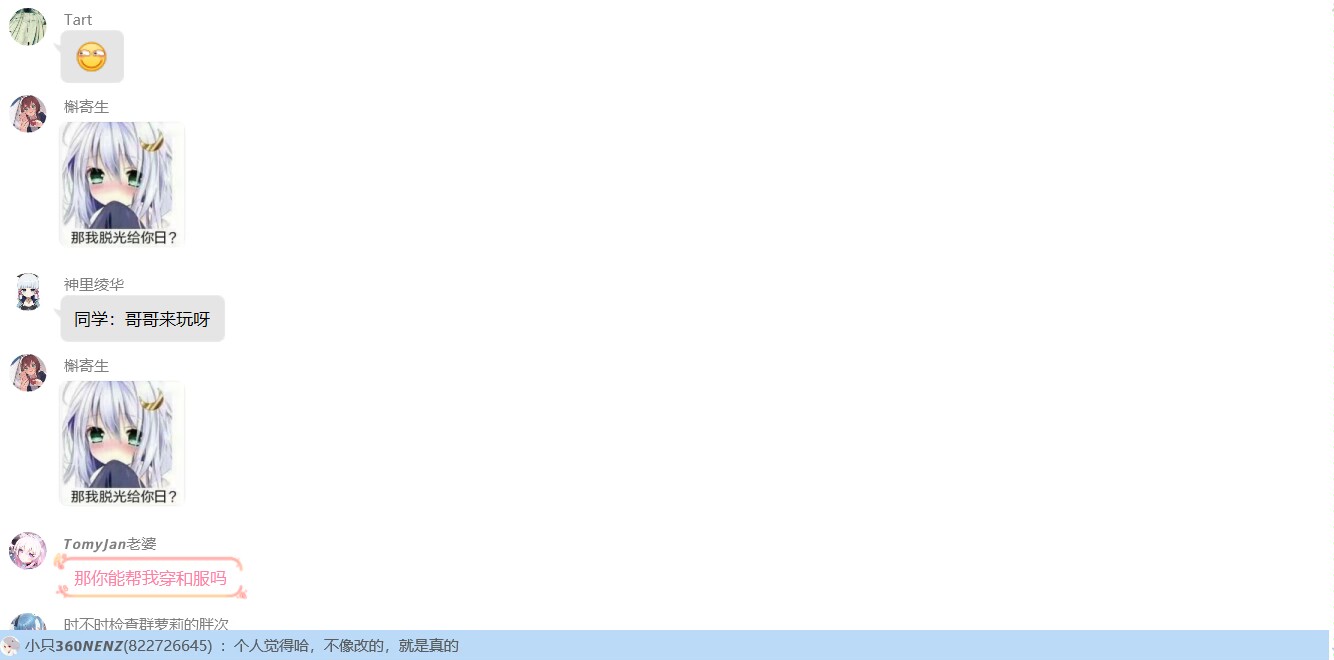 Tart
槲寄生
那我脱光给你日？
神里绫华
同学：哥哥来玩呀
槲寄生
那我脱光给你日？
TomyJan老婆
那你能帮我穿和服吗
时不时检查群萝莉的胖次
小只360NENZ(822726645) ：个人觉得哈，不像改的，就是真的